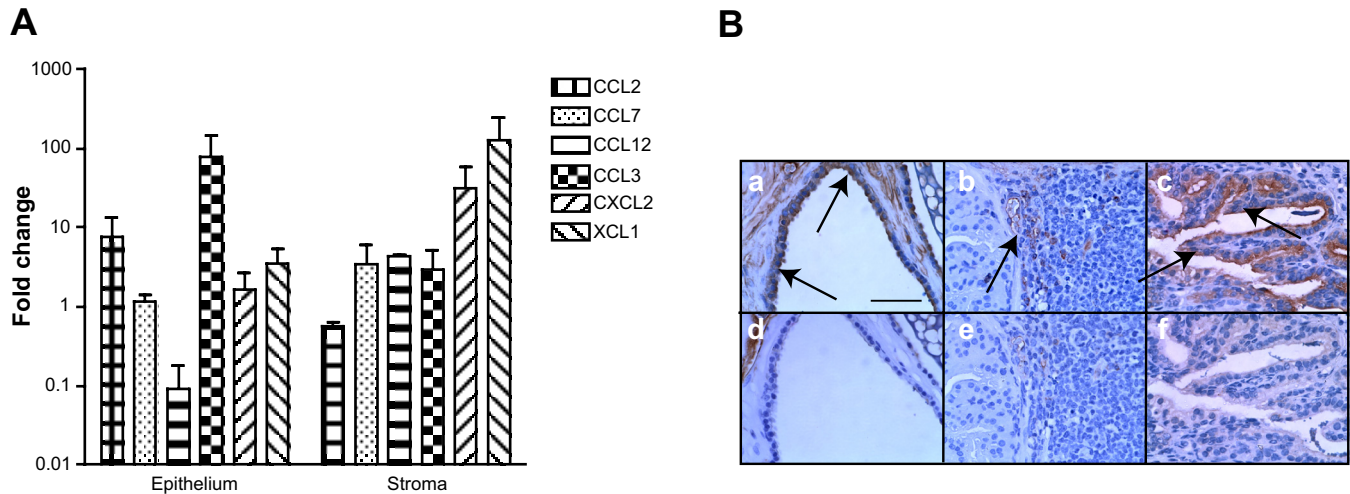 A
B
Fold change
1000
100
10
1
0.1
0.01
Epithelium
Stroma
CCL2
CCL7
CCL12
CCL3
CXCL2
XCL1
a
b
c
d
e
f